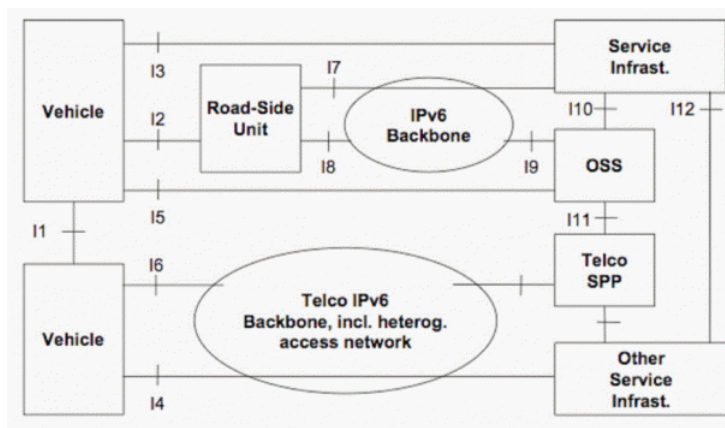 Service
Infrast.
I3
I7
Vehicle
Road-Side
Unit
I10
I12
I2
IPv6
Backbone
I8
I9
OSS
I5
I1
I11
I6
Telco
SPP
Telco IPv6
Backbone, incl. heterog.
access network
Vehicle
Other
Service
Infrast.
I4